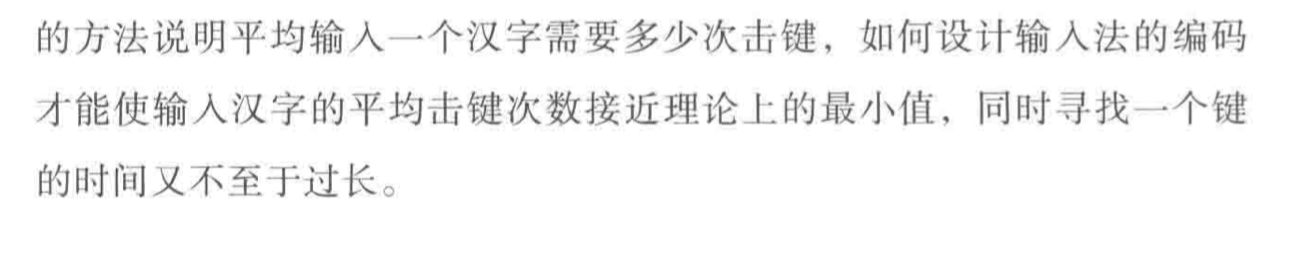 的方法说明平均输入一个汉字需要多少次击键，如何设计输入法的编码
才能使输入汉字的平均击键次数接近理论上的最小值，同时寻找一个键
的时间又不至于过长。